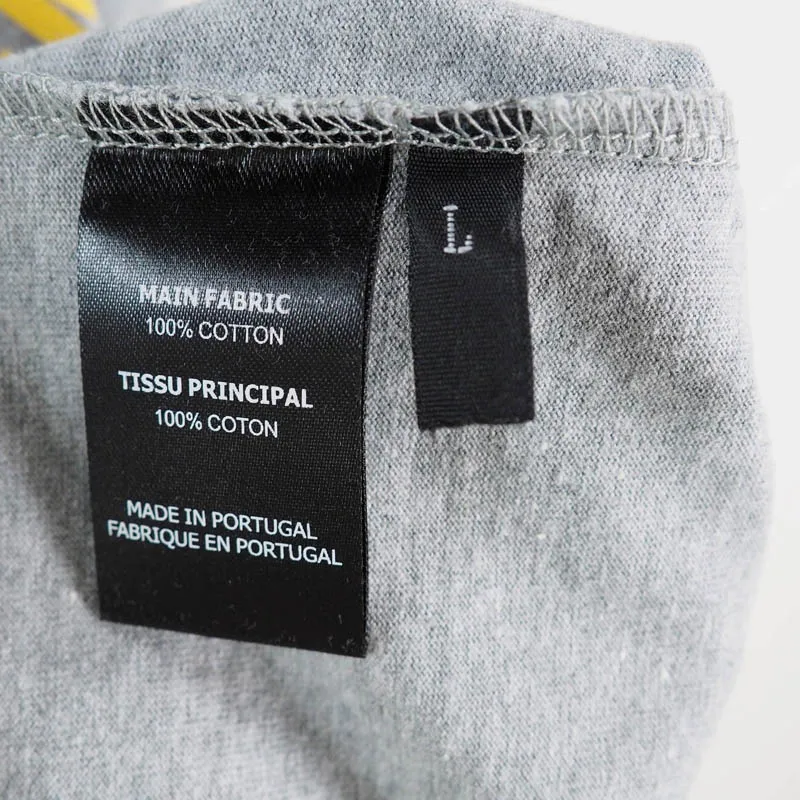 MAIN FABRIC
100% COTTON
TISSU PRINCIPAL
100% COTON
MADE IN PORTUGAL
FABRIQUE EN PORTUGAL
L